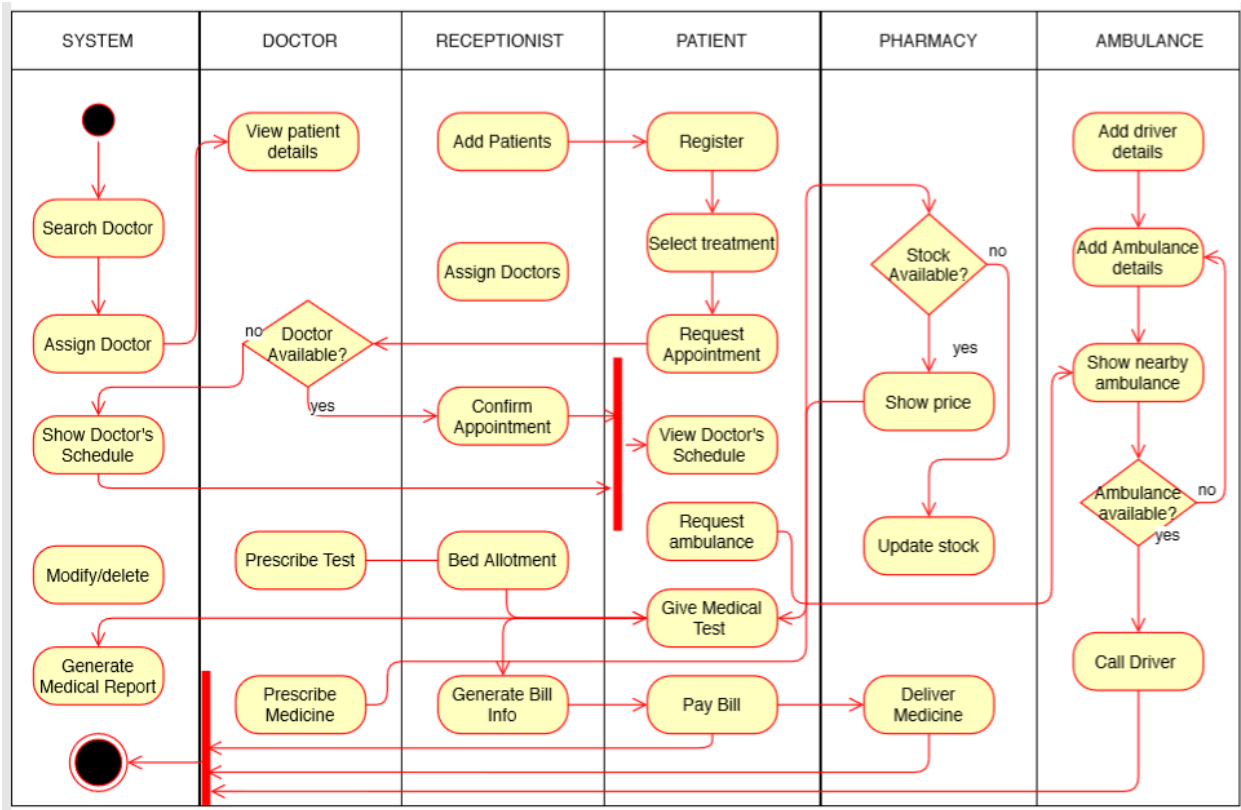 SYSTEM
DOCTOR
RECEPTIONIST
PATIENT
PHARMACY
AMBULANCE
View patient
details
Add Patients
Register
Add driver
details
Search Doctor
Select treatment
Assign Doctors
Stock
Available?
no
Add Ambulance
details
Assign Doctor
no
Doctor
Available?
yes
Request
Appointment
yes
Show nearby
ambulance
Show Doctor's
Schedule
Confirm
Appointment
View Doctor's
Schedule
Show price
Ambulance
available?
no
yes
Request
ambulance
Update stock
Modify/delete
Prescribe Test
Bed Allotment
Give Medical
Test
Generate
Medical Report
Prescribe
Medicine
Generate Bill
Info
Pay Bill
Deliver
Medicine
Call Driver